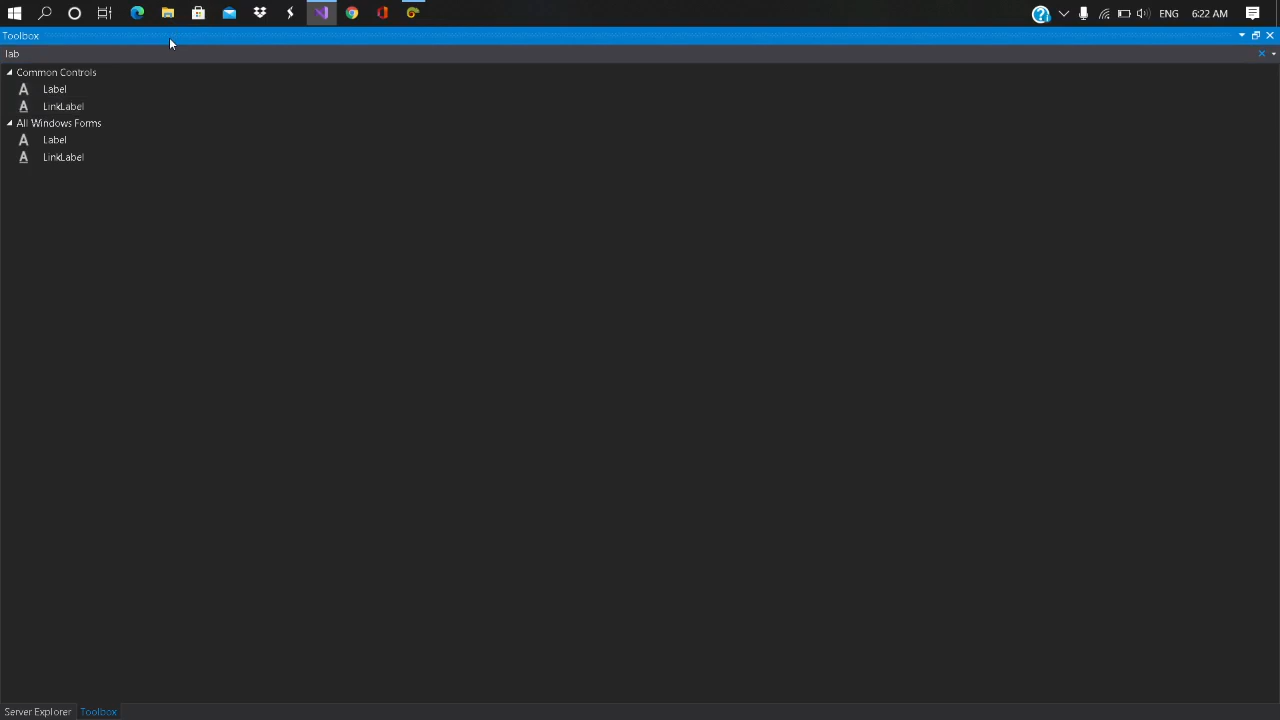 ENG 6:22 AM
Toolbox
lab
Common Controls
Label
LinkLabel
All Windows Forms
Label
LinkLabel
Server Explorer Toolbox